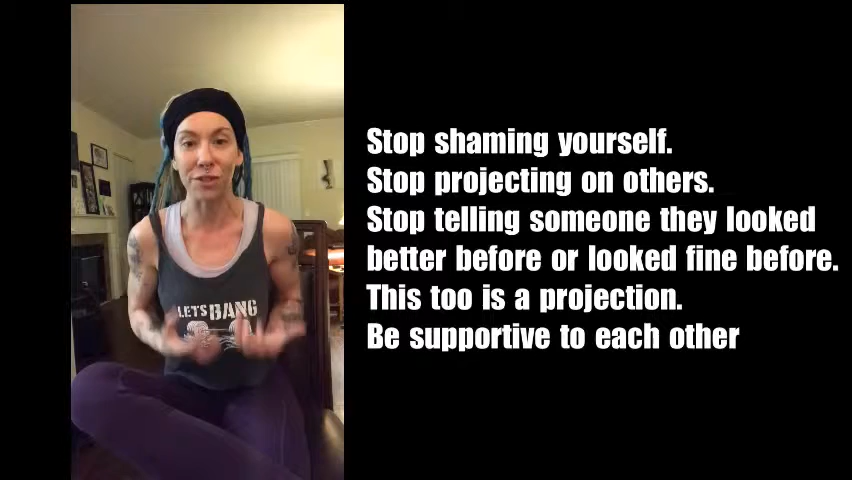 Stop shaming yourself.
Stop projecting on others.
Stop telling someone they looked
better before or looked fine before.
This too is a projection.
Be supportive to each other
LETS BANG